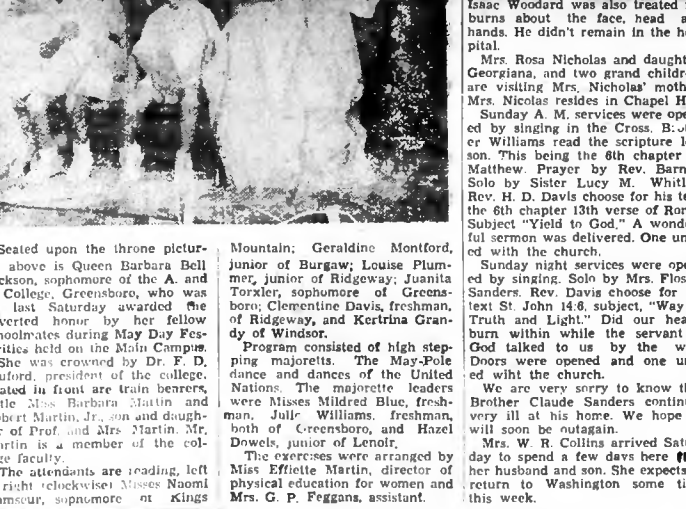 Seated upon the throne pictur-
above is Queen Barbara Bell
ckson, sophomore of the A. and
College, Greensboro, who was
last Saturday awarded the
verted honor by her fellow
hoolmates during May Day Fes-
vities held on the Main Campus.
She was crowned by Dr. F. D.
uford, president of the college.
ated in front are train bearers,
tle Miss Barbara Martin and
bert Martin, Jr., son and daugh-
r of Prof. and Mrs Martin. Mr.
artin is a member of the col-
ge faculty.
The attendants are reading, left
right (clockwise) Misses Naomi
amseur, sophomore of Kings
Mountain; Geraldine Montford,
junior of Burgaw; Louise Plum-
mer, junior of Ridgeway; Juanita
Torxler, sophomore of Greens-
boro; Clementine Davis, freshman,
of Ridgeway, and Kertrina Gran-
dy of Windsor.
Program consisted of high step-
ping majoretts. The May-Pole
dance and dances of the United
Nations. The majorette leaders
were Misses Mildred Blue, fresh-
man, Julie Williams, freshman,
both of Greensboro, and Hazel
Dowels, junior of Lenoir.
The exercises were arranged by
Miss Effiette Martin, director of
physical education for women and
Mrs. G. P. Feggans, assistant.
Isaac Woodard was also treated
burns about the face, head a
hands. He didn't remain in the ho
pital.
Mrs. Rosa Nicholas and daught
Georgiana, and two grand childr
are visiting Mrs. Nicholas' moth
Mrs. Nicolas resides in Chapel H
Sunday A. M. services were ope
ed by singing in the Cross.
er Williams read the scripture l
son. This being the 6th chapter
Matthew. Prayer by Rev. Barn
Solo by Sister Lucy M. Whitl
Rev. H. D. Davis choose for his te
the 6th chapter 13th verse of Rom
Subject "Yield to God." A wonde
ful sermon was delivered. One un
ed with the church.
Sunday night services were ope
ed by singing. Solo by Mrs. Flos
Sanders. Rev. Davis choose for
text St. John 14:6, subject, "Way
Truth and Light." Did our hea
burn within while the servant
God talked to us by the w
Doors were opened and one un
ed wiht the church.
We are very sorry to know th
Brother Claude Sanders continu
very ill at his home. We hope
will soon be outagain.
Mrs. W. R. Collins arrived Satu
day to spend a few days here
her husband and son. She expects
return to Washington some ti
this week.